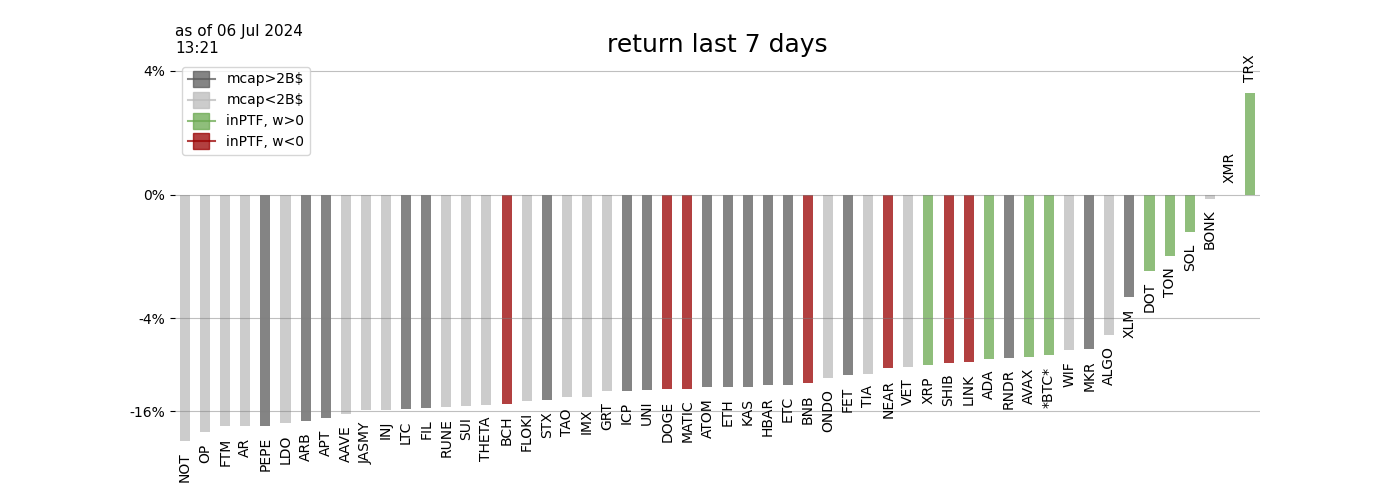 as of 06 Jul 2024
13:21
return last 7 days
mcap>2B$
mcap<2B$
inPTF, w>0
inPTF, w<0
4%
0%
-4%
-16%
NOT
OP
FTM
AR
PEPE
LDO
ARB
APT
AAVE
JASMY
INJ
LTC
FIL
RUNE
SUI
THETA
BCH
FLOKI
STX
TAO
IMX
GRT
ICP
UNI
DOGE
MATIC
ATOM
ETH
KAS
HBAR
ETC
BNB
ONDO
FET
TIA
NEAR
VET
XRP
SHIB
LINK
ADA
RNDR
AVAX
*BTC*
WIF
MKR
ALGO
XLM
DOT
TON
SOL
BONK
XMR
TRX